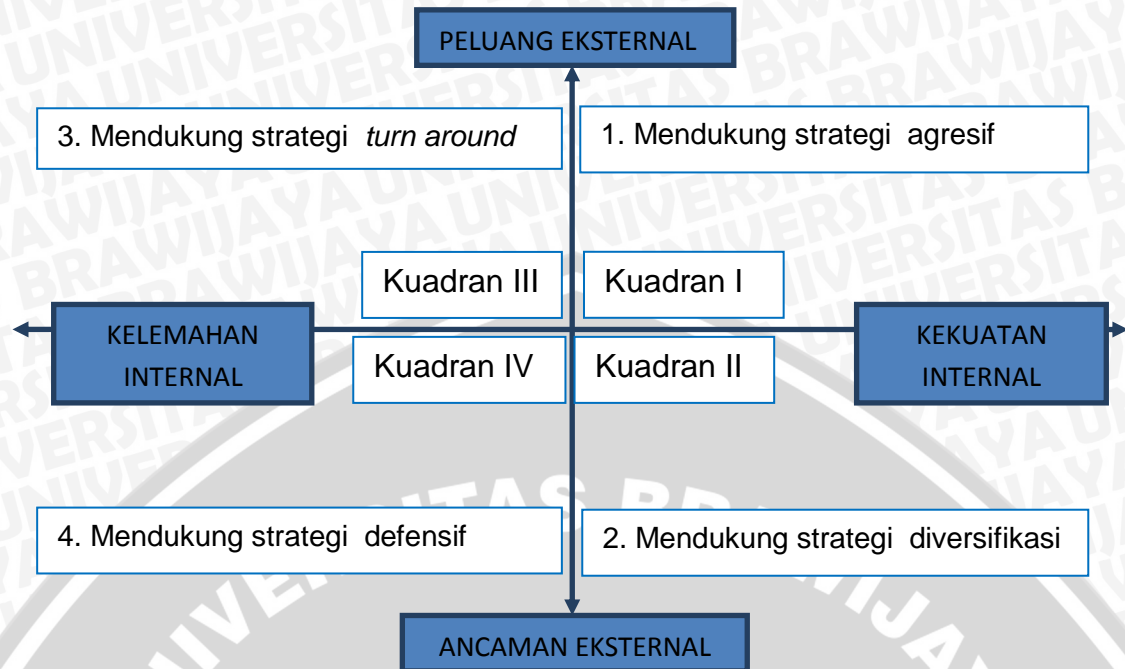 PELUANG EKSTERNAL
3. Mendukung strategi turn around
1. Mendukung strategi agresif
Kuadran III
Kuadran I
KELEMAHAN
INTERNAL
KEKUATAN
INTERNAL
Kuadran IV
Kuadran II
4. Mendukung strategi defensif
2. Mendukung strategi diversifikasi
ANCAMAN EKSTERNAL